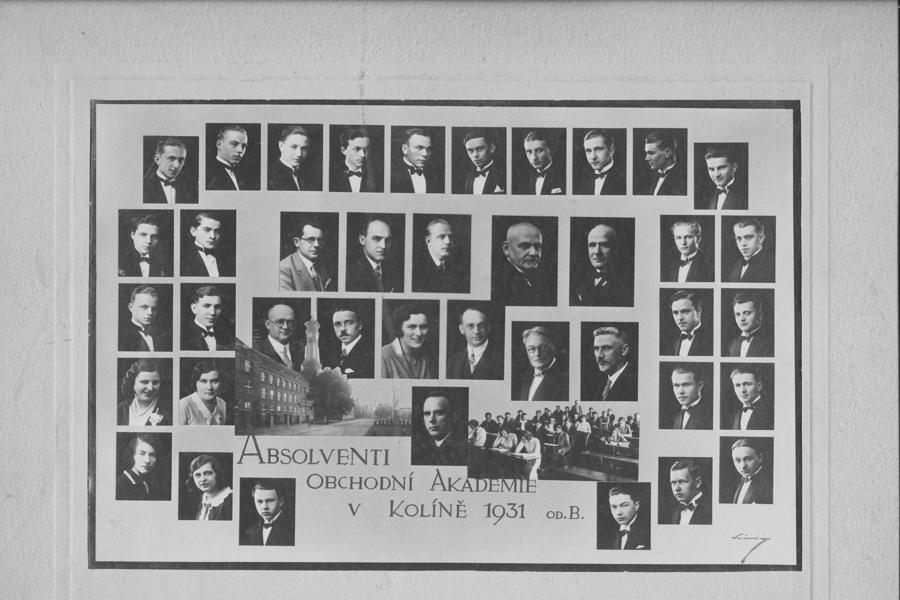 Absolventi
Obchodní Akademie
v Kolíně 1931 od. B.